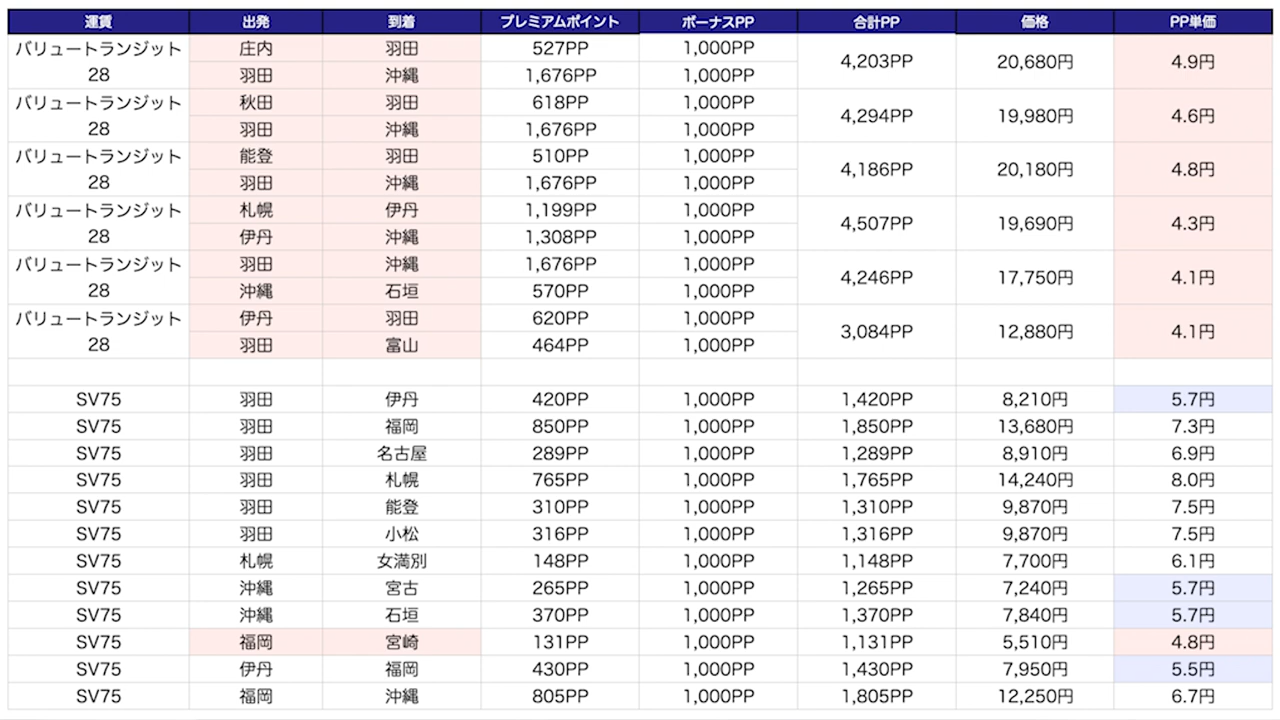 運賃 出発 到着 プレミアムポイント ボーナスPP 合計PP 価格 PP単価
バリュートランジット28 庄内 羽田 527PP 1,000PP 4,203PP 20,680円 4.9円
羽田 沖縄 1,676PP 1,000PP
バリュートランジット28 秋田 羽田 618PP 1,000PP 4,294PP 19,980円 4.6円
羽田 沖縄 1,676PP 1,000PP
バリュートランジット28 能登 羽田 510PP 1,000PP 4,186PP 20,180円 4.8円
羽田 沖縄 1,676PP 1,000PP
バリュートランジット28 札幌 伊丹 1,199PP 1,000PP 4,507PP 19,690円 4.3円
伊丹 沖縄 1,308PP 1,000PP
バリュートランジット28 羽田 沖縄 1,676PP 1,000PP 4,246PP 17,750円 4.1円
沖縄 石垣 570PP 1,000PP
バリュートランジット28 伊丹 羽田 620PP 1,000PP 3,084PP 12,880円 4.1円
羽田 富山 464PP 1,000PP
SV75 羽田 伊丹 420PP 1,000PP 1,420PP 8,210円 5.7円
SV75 羽田 福岡 850PP 1,000PP 1,850PP 13,680円 7.3円
SV75 羽田 名古屋 289PP 1,000PP 1,289PP 8,910円 6.9円
SV75 羽田 札幌 765PP 1,000PP 1,765PP 14,240円 8.0円
SV75 羽田 能登 310PP 1,000PP 1,310PP 9,870円 7.5円
SV75 羽田 小松 316PP 1,000PP 1,316PP 9,870円 7.5円
SV75 札幌 女満別 148PP 1,000PP 1,148PP 7,700円 6.1円
SV75 沖縄 宮古 265PP 1,000PP 1,265PP 7,240円 5.7円
SV75 沖縄 石垣 370PP 1,000PP 1,370PP 7,840円 5.7円
SV75 福岡 宮崎 131PP 1,000PP 1,131PP 5,510円 4.8円
SV75 伊丹 福岡 430PP 1,000PP 1,430PP 7,950円 5.5円
SV75 福岡 沖縄 805PP 1,000PP 1,805PP 12,250円 6.7円